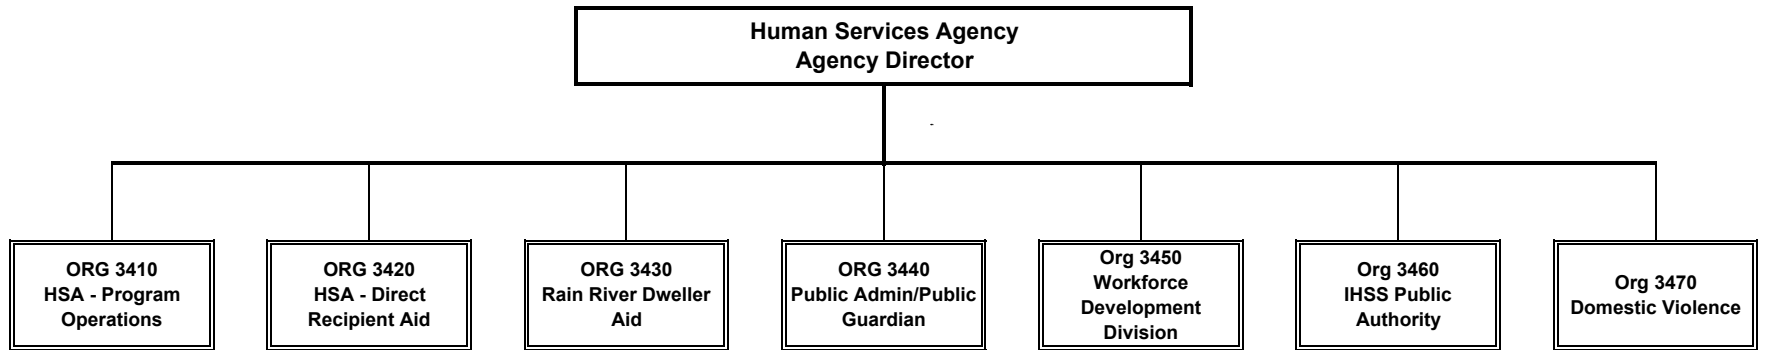 Human Services Agency
Agency Director
-
ORG 3410
HSA - Program
Operations
ORG 3420
HSA - Direct
Recipient Aid
ORG 3430
Rain River Dweller
Aid
ORG 3440
Public Admin/Public
Guardian
Org 3450
Workforce
Development
Division
Org 3460
IHSS Public
Authority
Org 3470
Domestic Violence